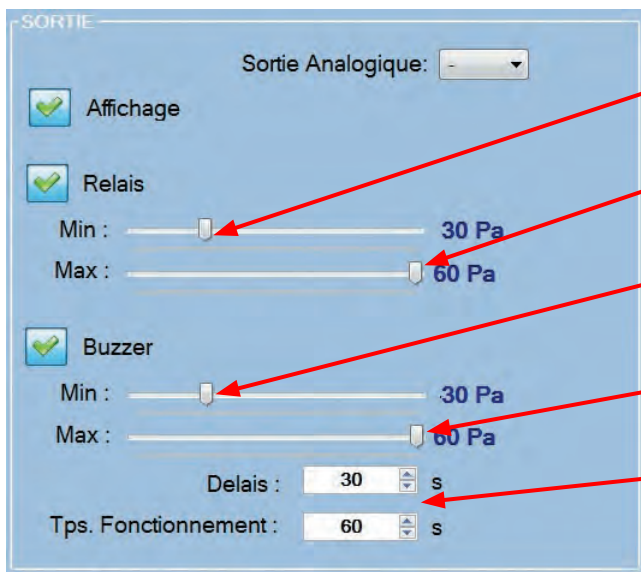 SORTIE
Sortie Analogique: -
Affichage
Relais
Min : 30 Pa
Max : 60 Pa
Buzzer
Min : 30 Pa
Max : 60 Pa
Delais : 30 s
Tps. Fonctionnement : 60 s